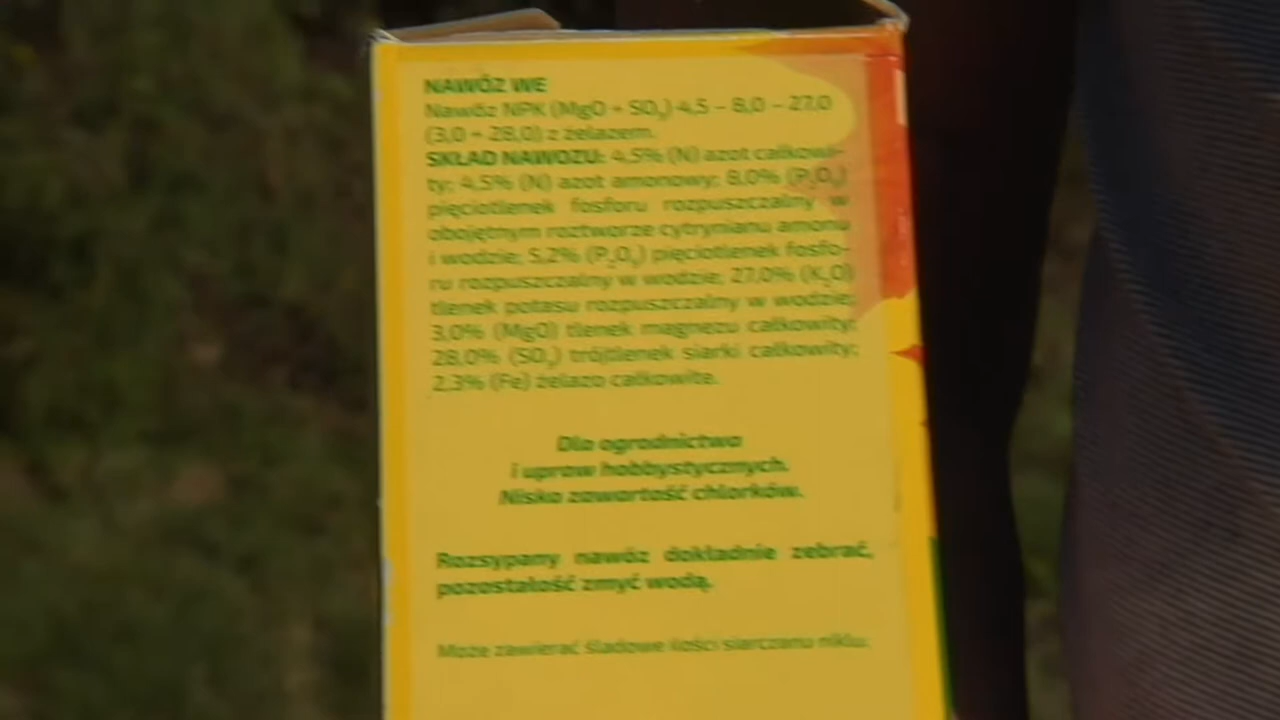 NAWÓZ WE
Nawóz NPK (MgO + SO₃) 4,5 – 8,0 – 27,0
(3,0 + 28,0) z żelazem.
SKŁAD NAWOZU: 4,5% (N) azot całkowi-
ty; 4,5% (N) azot amonowy; 8,0% (P₂O₅)
pięciotlenek fosforu rozpuszczalny w
obojętnym roztworze cytrynianu amonu
i wodzie; 5,2% (P₂O₅) pięciotlenek fosfo-
ru rozpuszczalny w wodzie; 27,0% (K₂O)
tlenek potasu rozpuszczalny w wodzie;
3,0% (MgO) tlenek magnezu całkowity;
28,0% (SO₃) trójtlenek siarki całkowity;
2,3% (Fe) żelazo całkowite.
Dla ogrodnictwa
i upraw hobbystycznych.
Niska zawartość chlorków.
Rozsypany nawóz dokładnie zebrać,
pozostałość zmyć wodą.
Może zawierać śladowe ilości siarczanu niklu.